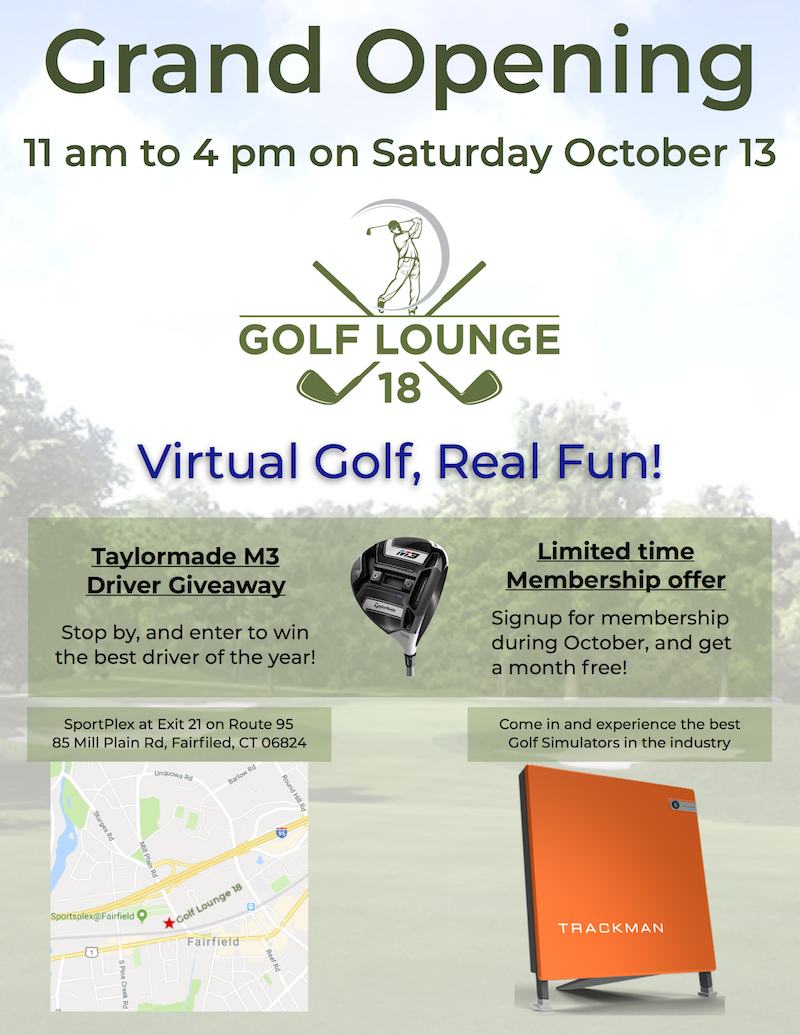 Grand Opening
11 am to 4 pm on Saturday October 13
GOLF LOUNGE
18
Virtual Golf, Real Fun!
Taylormade M3
Driver Giveaway
Stop by, and enter to win
the best driver of the year!
M3
TaylorMade
Limited time
Membership offer
Signup for membership
during October, and get
a month free!
SportPlex at Exit 21 on Route 95
85 Mill Plain Rd, Fairfiled, CT 06824
Come in and experience the best
Golf Simulators in the industry
Unquowa Rd
Barlow Rd
Round Hill Rd
Sturges Rd
Mill Plain Rd
95
Golf Lounge 18
Sportsplex@Fairfield
Fairfield
1
S Pine Creek Rd
Reef Rd
TRACKMAN